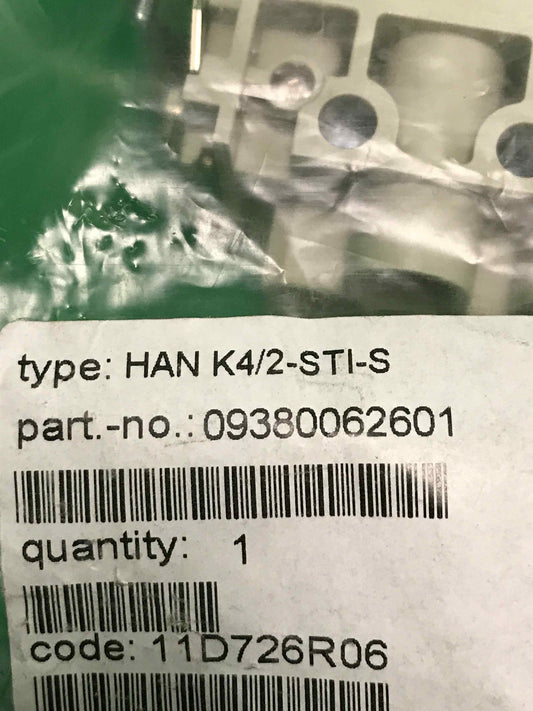 type: HAN K4/2-STI-S
part.-no.: 09380062601
quantity: 1
code: 11D726R06